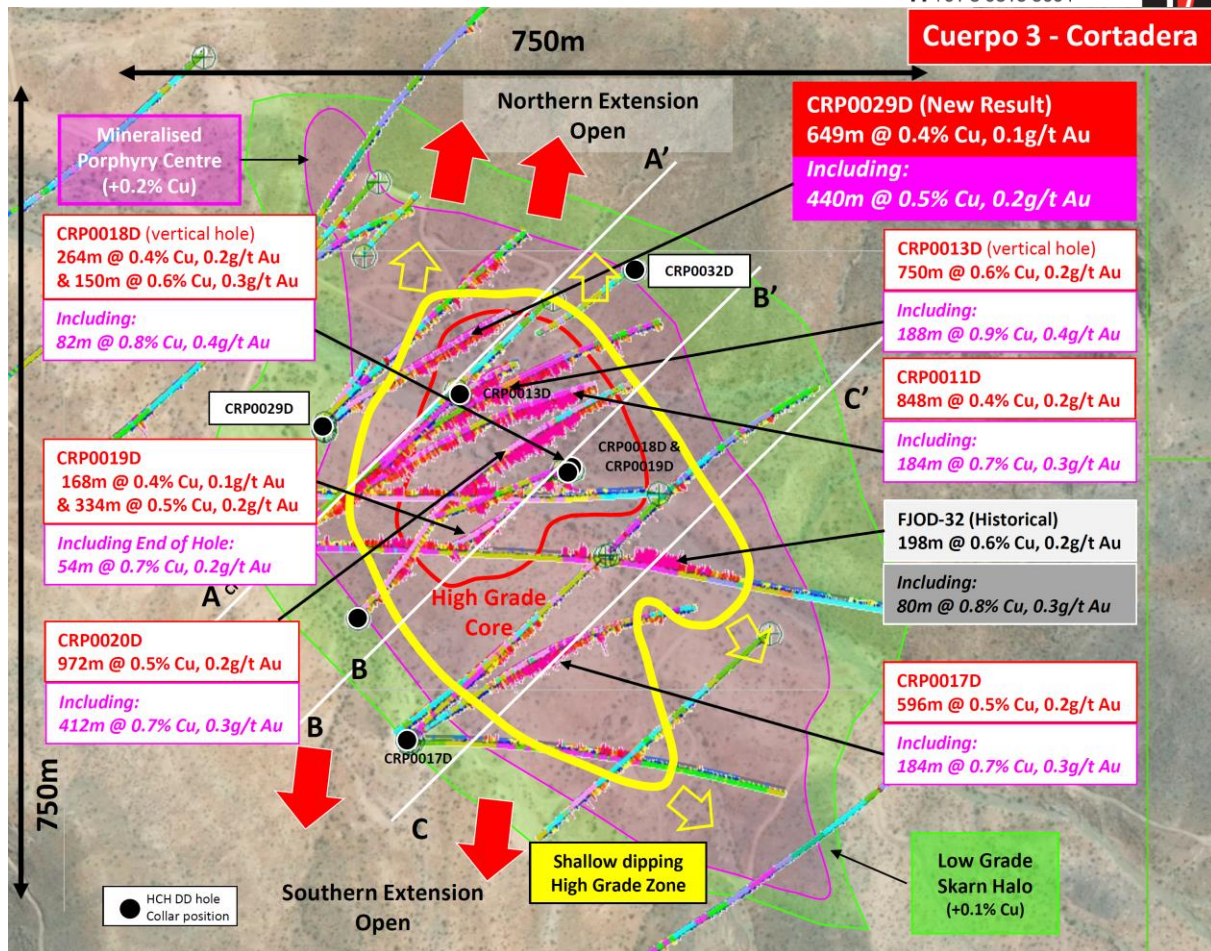 Cuerpo 3 - Cortadera
750m
Northern Extension
Open
CRP0029D (New Result)
649m @ 0.4% Cu, 0.1g/t Au
Including:
440m @ 0.5% Cu, 0.2g/t Au
Mineralised
Porphyry Centre
(+0.2% Cu)
A'
CRP0018D (vertical hole)
264m @ 0.4% Cu, 0.2g/t Au
& 150m @ 0.6% Cu, 0.3g/t Au
Including:
82m @ 0.8% Cu, 0.4g/t Au
CRP0013D (vertical hole)
750m @ 0.6% Cu, 0.2g/t Au
Including:
188m @ 0.9% Cu, 0.4g/t Au
CRP0032D
B'
CRP0011D
848m @ 0.4% Cu, 0.2g/t Au
Including:
184m @ 0.7% Cu, 0.3g/t Au
C'
CRP0013D
CRP0029D
CRP0018D &
CRP0019D
CRP0019D
168m @ 0.4% Cu, 0.1g/t Au
& 334m @ 0.5% Cu, 0.2g/t Au
Including End of Hole:
54m @ 0.7% Cu, 0.2g/t Au
FJOD-32 (Historical)
198m @ 0.6% Cu, 0.2g/t Au
Including:
80m @ 0.8% Cu, 0.3g/t Au
A
High Grade
Core
CRP0020D
972m @ 0.5% Cu, 0.2g/t Au
Including:
412m @ 0.7% Cu, 0.3g/t Au
B
B
CRP0017D
596m @ 0.5% Cu, 0.2g/t Au
Including:
184m @ 0.7% Cu, 0.3g/t Au
CRP0017D
750m
C
Shallow dipping
High Grade Zone
Low Grade
Skarn Halo
(+0.1% Cu)
Southern Extension
Open
HCH DD hole
Collar position